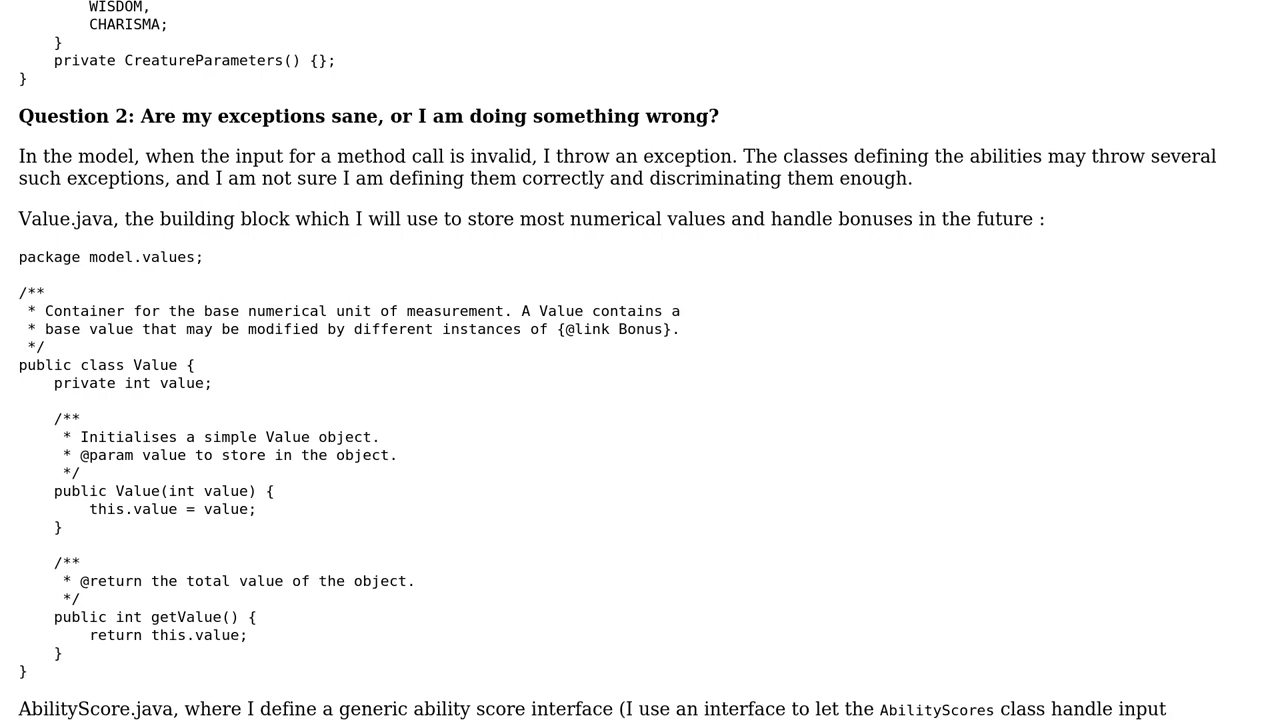 WISDOM,
        CHARISMA;
    }
    private CreatureParameters() {};
}
Question 2: Are my exceptions sane, or I am doing something wrong?
In the model, when the input for a method call is invalid, I throw an exception. The classes defining the abilities may throw several
such exceptions, and I am not sure I am defining them correctly and discriminating them enough.
Value.java, the building block which I will use to store most numerical values and handle bonuses in the future :
package model.values;
/**
 * Container for the base numerical unit of measurement. A Value contains a
 * base value that may be modified by different instances of {@link Bonus}.
 */
public class Value {
    private int value;
    /**
     * Initialises a simple Value object.
     * @param value to store in the object.
     */
    public Value(int value) {
        this.value = value;
    }
    /**
     * @return the total value of the object.
     */
    public int getValue() {
        return this.value;
    }
}
AbilityScore.java, where I define a generic ability score interface (I use an interface to let the AbilityScores class handle input